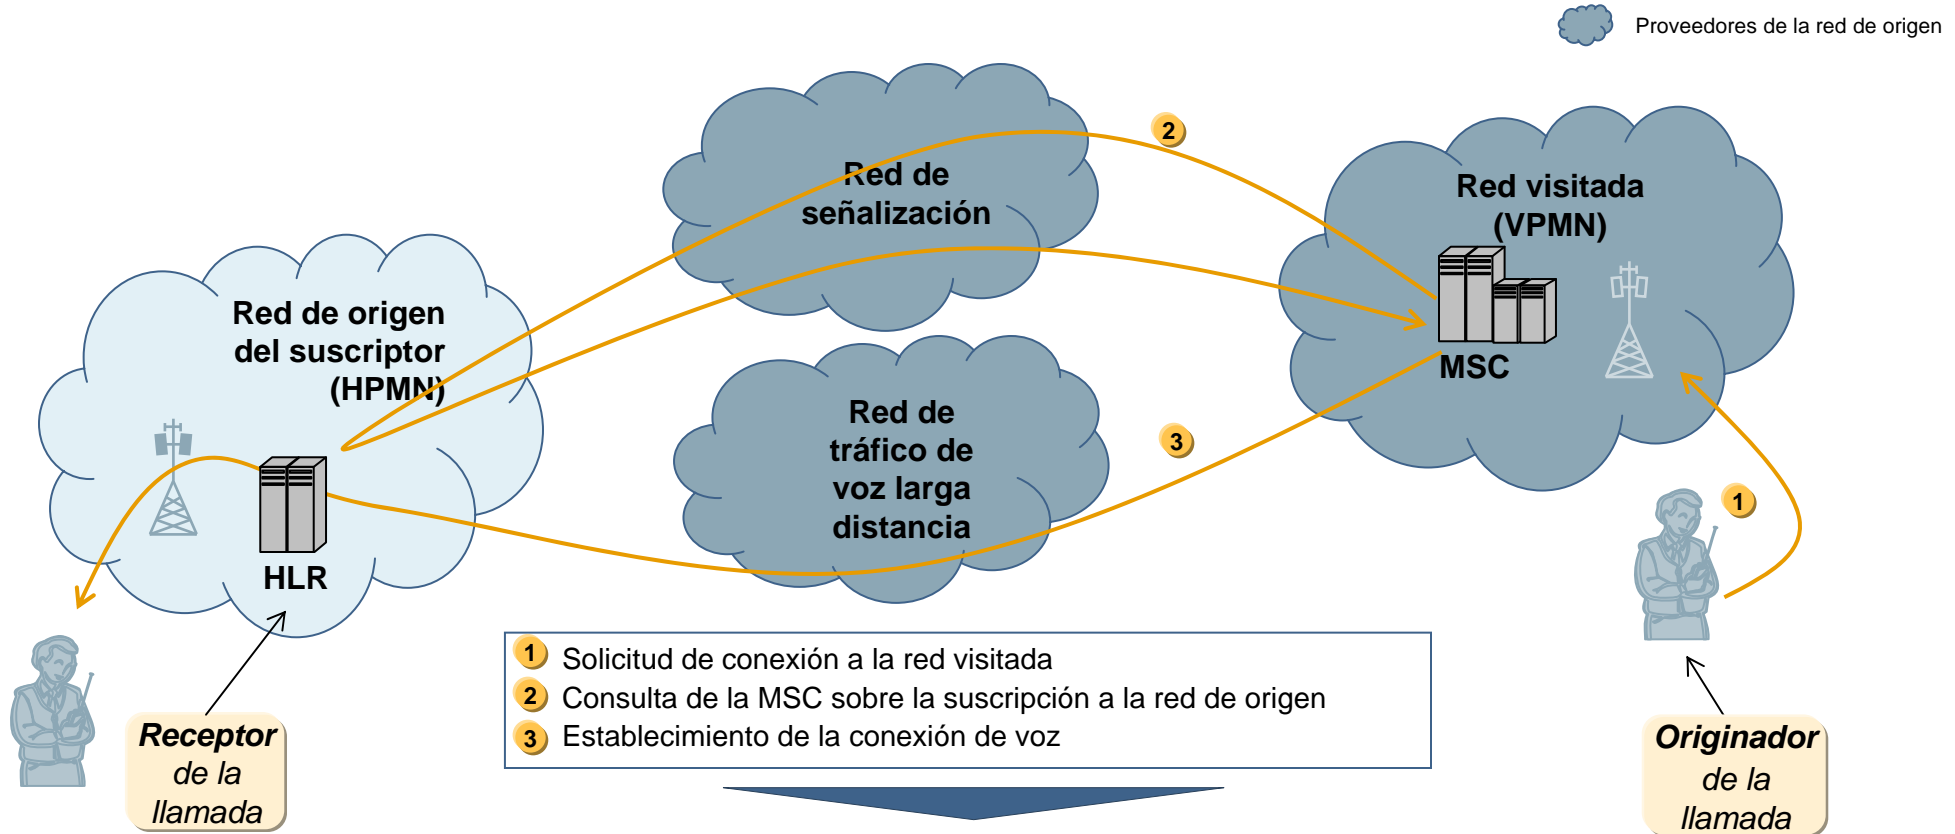 Proveedores de la red de origen
2
Red de
señalización
Red visitada
(VPMN)
Red de origen
del suscriptor
(HPMN)
MSC
Red de
tráfico de
voz larga
distancia
3
1
HLR
1 Solicitud de conexión a la red visitada
2 Consulta de la MSC sobre la suscripción a la red de origen
3 Establecimiento de la conexión de voz
Receptor
de la
llamada
Originador
de la
llamada